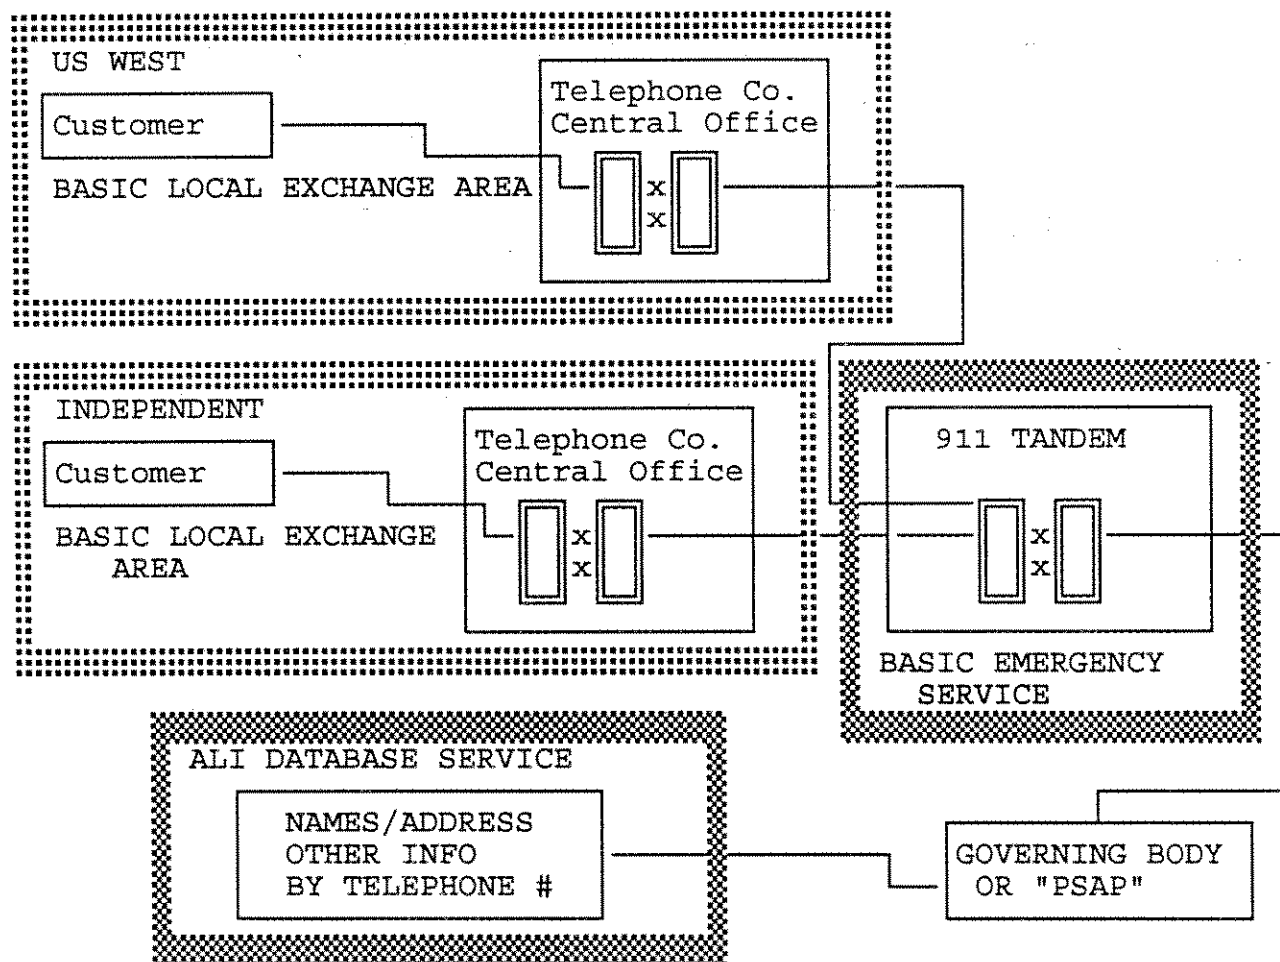 US WEST
Customer
BASIC LOCAL EXCHANGE AREA
Telephone Co.
Central Office
x
x
INDEPENDENT
Customer
BASIC LOCAL EXCHANGE
AREA
Telephone Co.
Central Office
x
x
911 TANDEM
x
x
BASIC EMERGENCY
SERVICE
ALI DATABASE SERVICE
NAMES/ADDRESS
OTHER INFO
BY TELEPHONE #
GOVERNING BODY
OR "PSAP"